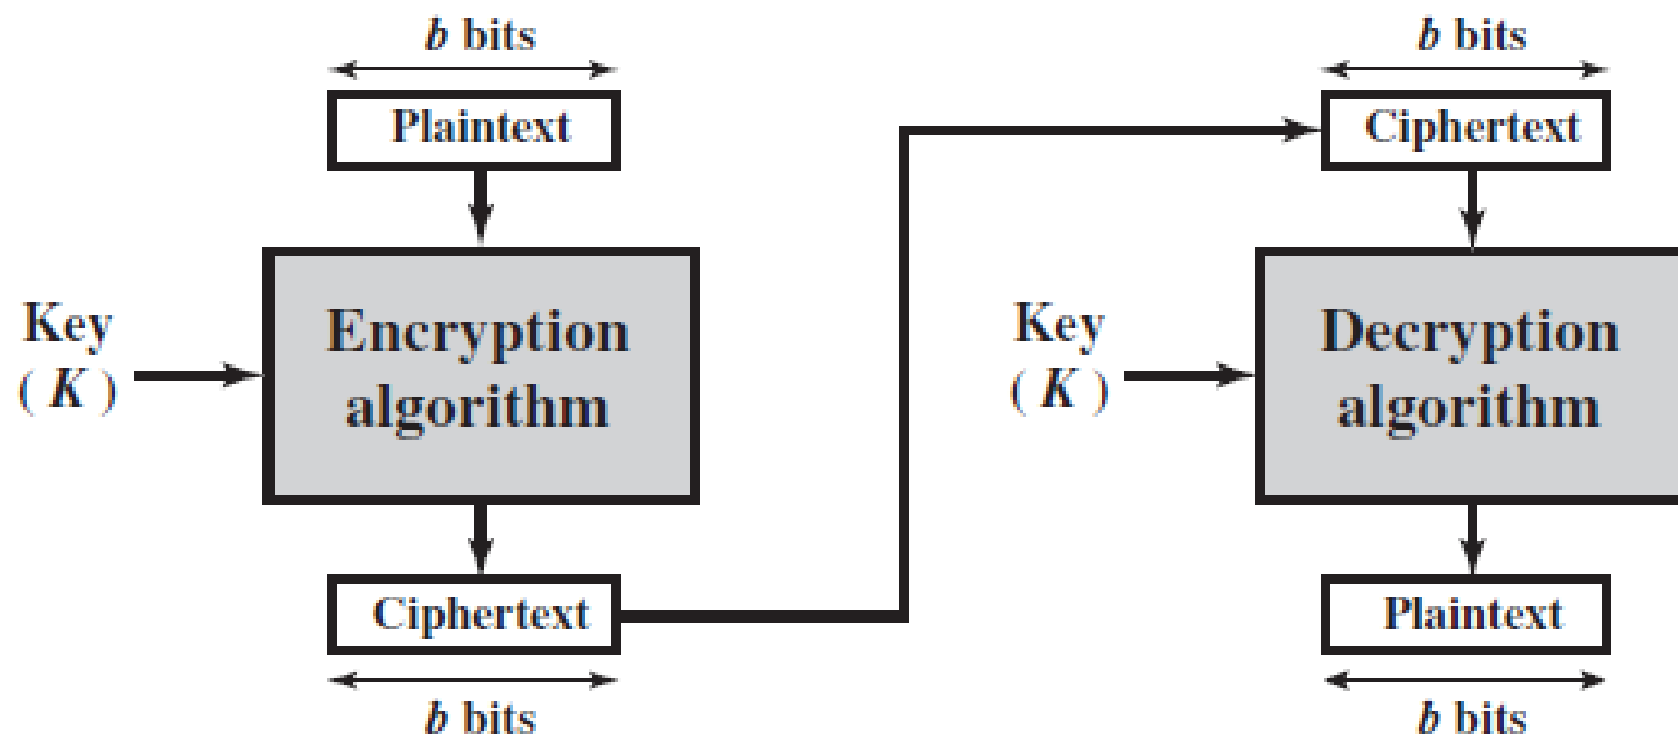 b bits
Plaintext
Key
( K )
Encryption
algorithm
Ciphertext
b bits
b bits
Ciphertext
Key
( K )
Decryption
algorithm
Plaintext
b bits